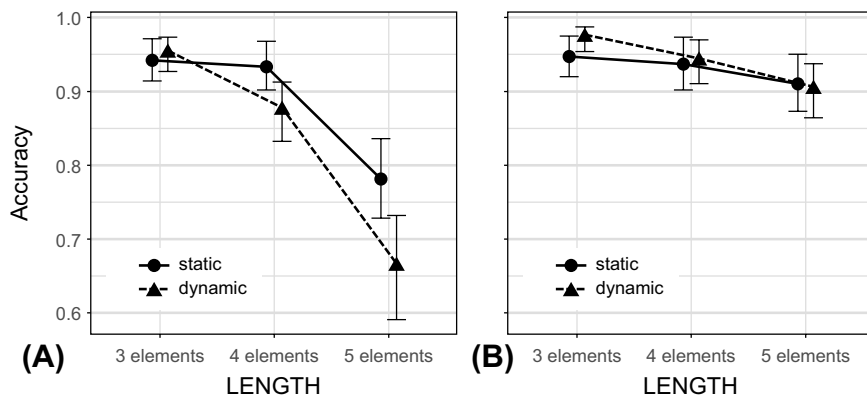 1.0
0.9
0.8
0.7
0.6
Accuracy
static
dynamic
(A)
3 elements 4 elements 5 elements
LENGTH
static
dynamic
(B)
3 elements 4 elements 5 elements
LENGTH